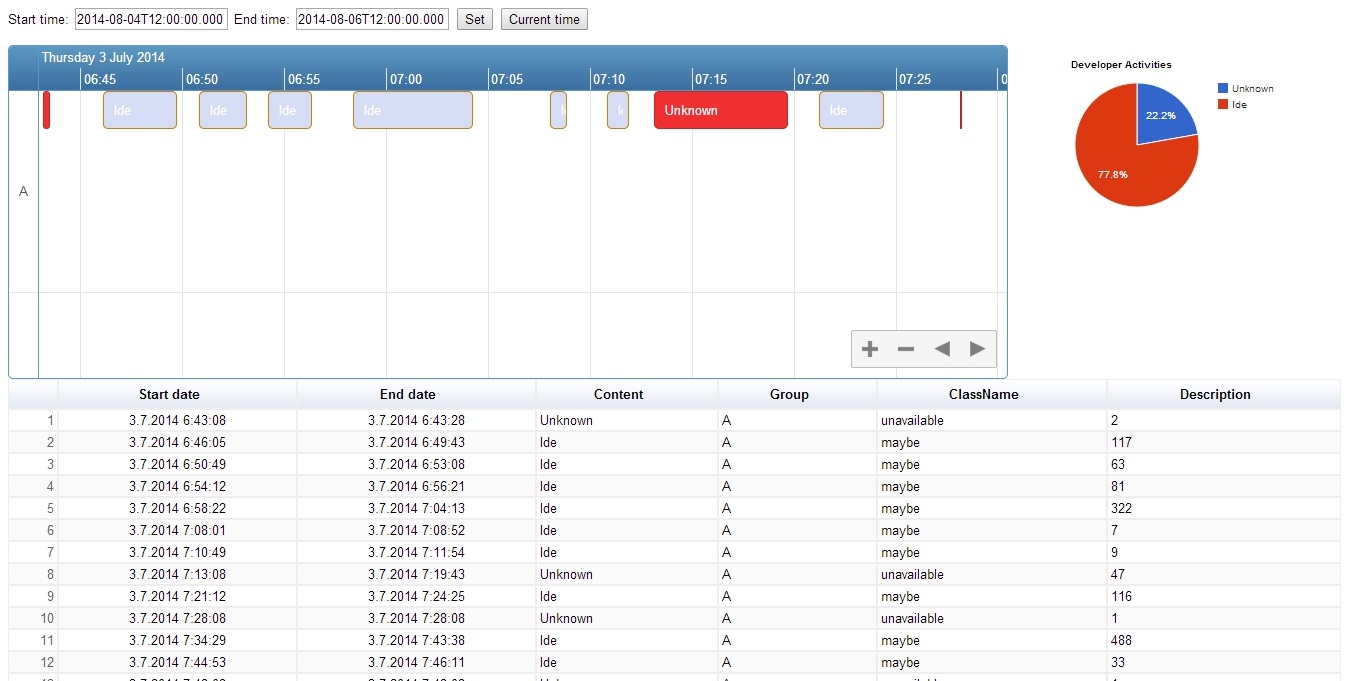 Start time: 2014-08-04T12:00:00.000 End time: 2014-08-06T12:00:00.000 Set Current time
Thursday 3 July 2014
06:45 06:50 06:55 07:00 07:05 07:10 07:15 07:20 07:25 0
Ide Ide Ide Ide Unknown Ide
A
Developer Activities
Unknown
Ide
22.2%
77.8%
Start date End date Content Group ClassName Description
1 3.7.2014 6:43:08 3.7.2014 6:43:28 Unknown A unavailable 2
2 3.7.2014 6:46:05 3.7.2014 6:49:43 Ide A maybe 117
3 3.7.2014 6:50:49 3.7.2014 6:53:08 Ide A maybe 63
4 3.7.2014 6:54:12 3.7.2014 6:56:21 Ide A maybe 81
5 3.7.2014 6:58:22 3.7.2014 7:04:13 Ide A maybe 322
6 3.7.2014 7:08:01 3.7.2014 7:08:52 Ide A maybe 7
7 3.7.2014 7:10:49 3.7.2014 7:11:54 Ide A maybe 9
8 3.7.2014 7:13:08 3.7.2014 7:19:43 Unknown A unavailable 47
9 3.7.2014 7:21:12 3.7.2014 7:24:25 Ide A maybe 116
10 3.7.2014 7:28:08 3.7.2014 7:28:08 Unknown A unavailable 1
11 3.7.2014 7:34:29 3.7.2014 7:43:38 Ide A maybe 488
12 3.7.2014 7:44:53 3.7.2014 7:46:11 Ide A maybe 33